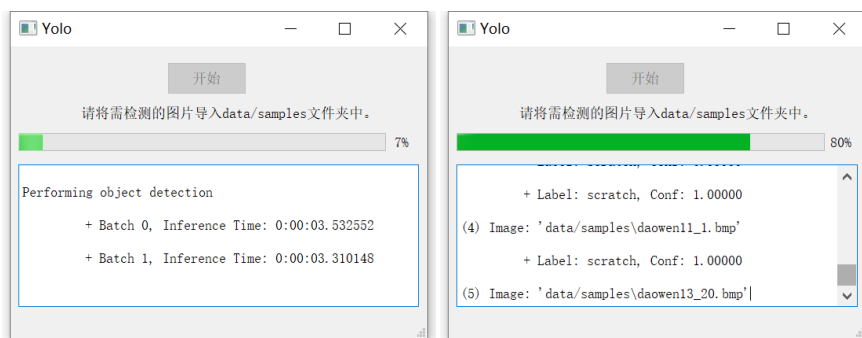 Yolo
开始
请将需检测的图片导入data/samples文件夹中。
7%
Performing object detection
+ Batch 0, Inference Time: 0:00:03.532552
+ Batch 1, Inference Time: 0:00:03.310148
Yolo
开始
请将需检测的图片导入data/samples文件夹中。
80%
+ Label: scratch, Conf: 1.00000
(4) Image: 'data/samples\daowen11_1.bmp'
+ Label: scratch, Conf: 1.00000
(5) Image: 'data/samples\daowen13_20.bmp'